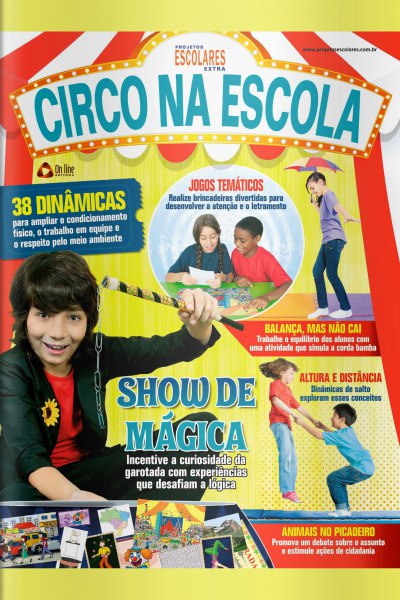 PROJETOS
ESCOLARES
EXTRA
www.projetosescolares.com.br
CIRCO NA ESCOLA
On line
EDITORA
38 DINÂMICAS
para ampliar o condicionamento
físico, o trabalho em equipe e
o respeito pelo meio ambiente
JOGOS TEMÁTICOS
Realize brincadeiras divertidas para
desenvolver a atenção e o letramento
BALANÇA, MAS NÃO CAI
Trabalhe o equilíbrio dos alunos com
uma atividade que simula a corda bamba
ALTURA E DISTÂNCIA
Dinâmicas de salto
exploram esses conceitos
SHOW DE
MÁGICA
Incentive a curiosidade da
garotada com experiências
que desafiam a lógica
ANIMAIS NO PICADEIRO
Promova um debate sobre o assunto
e estimule ações de cidadania